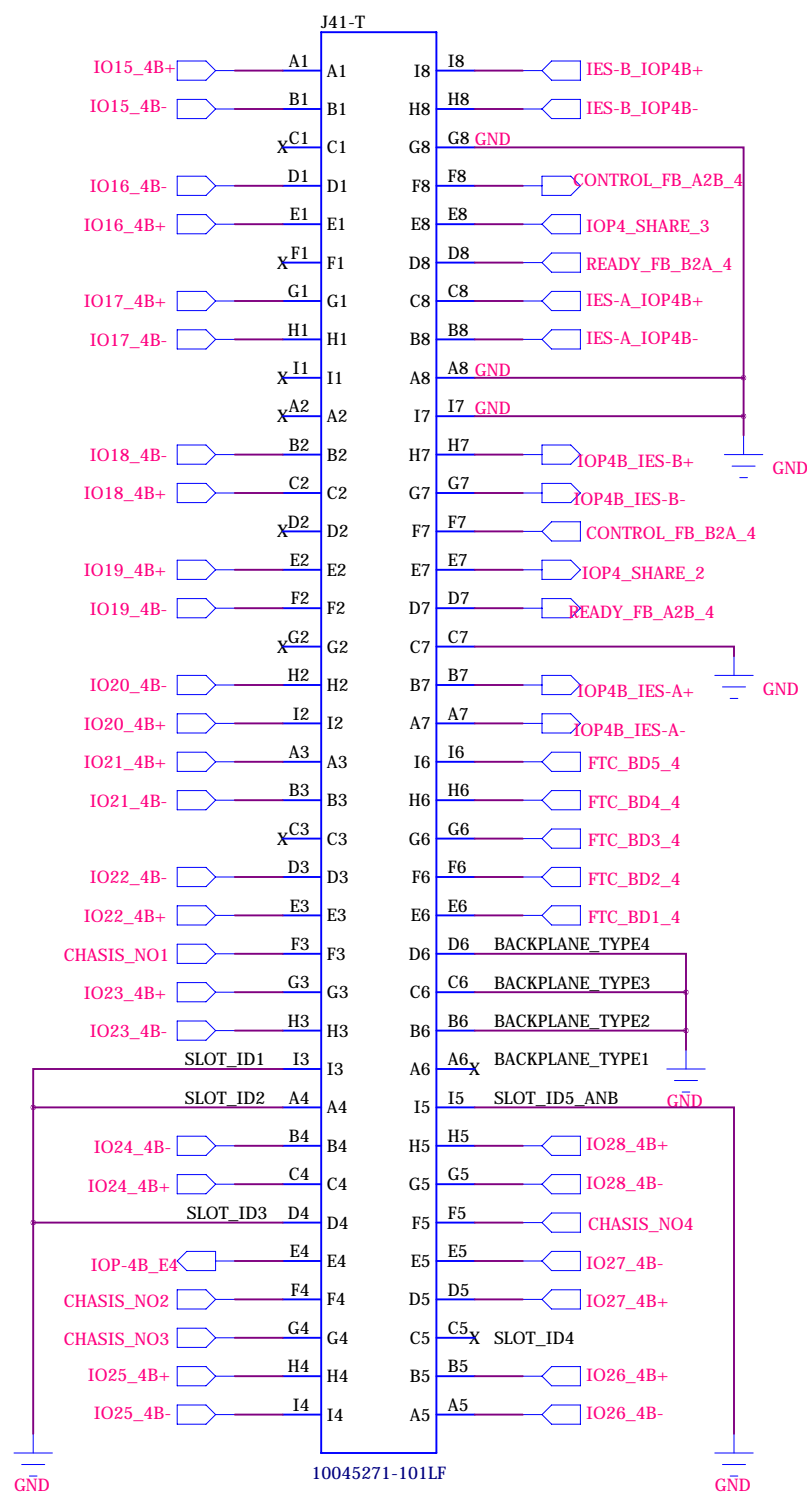 J41-T
IO15_4B+ A1 A1 I8 I8 IES-B_IOP4B+
IO15_4B- B1 B1 H8 H8 IES-B_IOP4B-
X C1 C1 G8 G8 GND
IO16_4B- D1 D1 F8 F8 CONTROL_FB_A2B_4
IO16_4B+ E1 E1 E8 E8 IOP4_SHARE_3
X F1 F1 D8 D8 READY_FB_B2A_4
IO17_4B+ G1 G1 C8 C8 IES-A_IOP4B+
IO17_4B- H1 H1 B8 B8 IES-A_IOP4B-
X I1 I1 A8 A8 GND
X A2 A2 I7 I7 GND
IO18_4B- B2 B2 H7 H7 IOP4B_IES-B+
GND
IO18_4B+ C2 C2 G7 G7 IOP4B_IES-B-
X D2 D2 F7 F7 CONTROL_FB_B2A_4
IO19_4B+ E2 E2 E7 E7 IOP4_SHARE_2
IO19_4B- F2 F2 D7 D7 READY_FB_A2B_4
X G2 G2 C7 C7
IO20_4B- H2 H2 B7 B7 IOP4B_IES-A+ GND
IO20_4B+ I2 I2 A7 A7 IOP4B_IES-A-
IO21_4B+ A3 A3 I6 I6 FTC_BD5_4
IO21_4B- B3 B3 H6 H6 FTC_BD4_4
X C3 C3 G6 G6 FTC_BD3_4
IO22_4B- D3 D3 F6 F6 FTC_BD2_4
IO22_4B+ E3 E3 E6 E6 FTC_BD1_4
CHASIS_NO1 F3 F3 D6 D6 BACKPLANE_TYPE4
IO23_4B+ G3 G3 C6 C6 BACKPLANE_TYPE3
IO23_4B- H3 H3 B6 B6 BACKPLANE_TYPE2
SLOT_ID1 I3 I3 A6 A6 X BACKPLANE_TYPE1
SLOT_ID2 A4 A4 I5 I5 SLOT_ID5_ANB GND
IO24_4B- B4 B4 H5 H5 IO28_4B+
IO24_4B+ C4 C4 G5 G5 IO28_4B-
SLOT_ID3 D4 D4 F5 F5 CHASIS_NO4
IOP-4B_E4 E4 E4 E5 E5 IO27_4B-
CHASIS_NO2 F4 F4 D5 D5 IO27_4B+
CHASIS_NO3 G4 G4 C5 C5 X SLOT_ID4
IO25_4B+ H4 H4 B5 B5 IO26_4B+
IO25_4B- I4 I4 A5 A5 IO26_4B-
10045271-101LF
GND GND